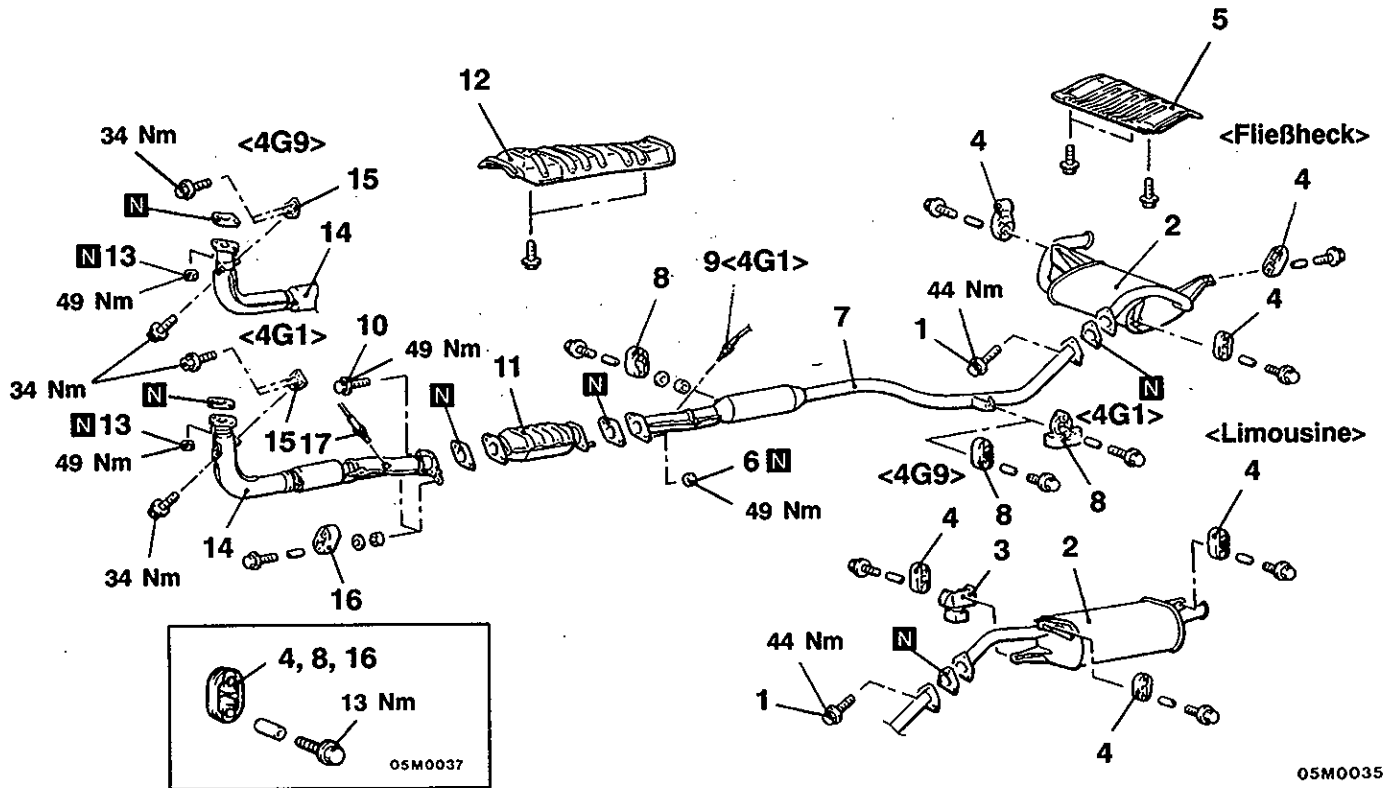 5
12
<Fließheck>
34 Nm
<4G9>
4
15
4
N
14
2
N 13
9<4G1>
49 Nm
8
44 Nm
4
<4G1>
10
7
1
49 Nm
11
34 Nm
N
N
N
N
N 13
15 17
<4G1>
<Limousine>
49 Nm
6 N
<4G9>
4
49 Nm
8
8
14
4
3
2
34 Nm
16
44 Nm
N
4, 8, 16
1
13 Nm
4
05M0037
05M0035